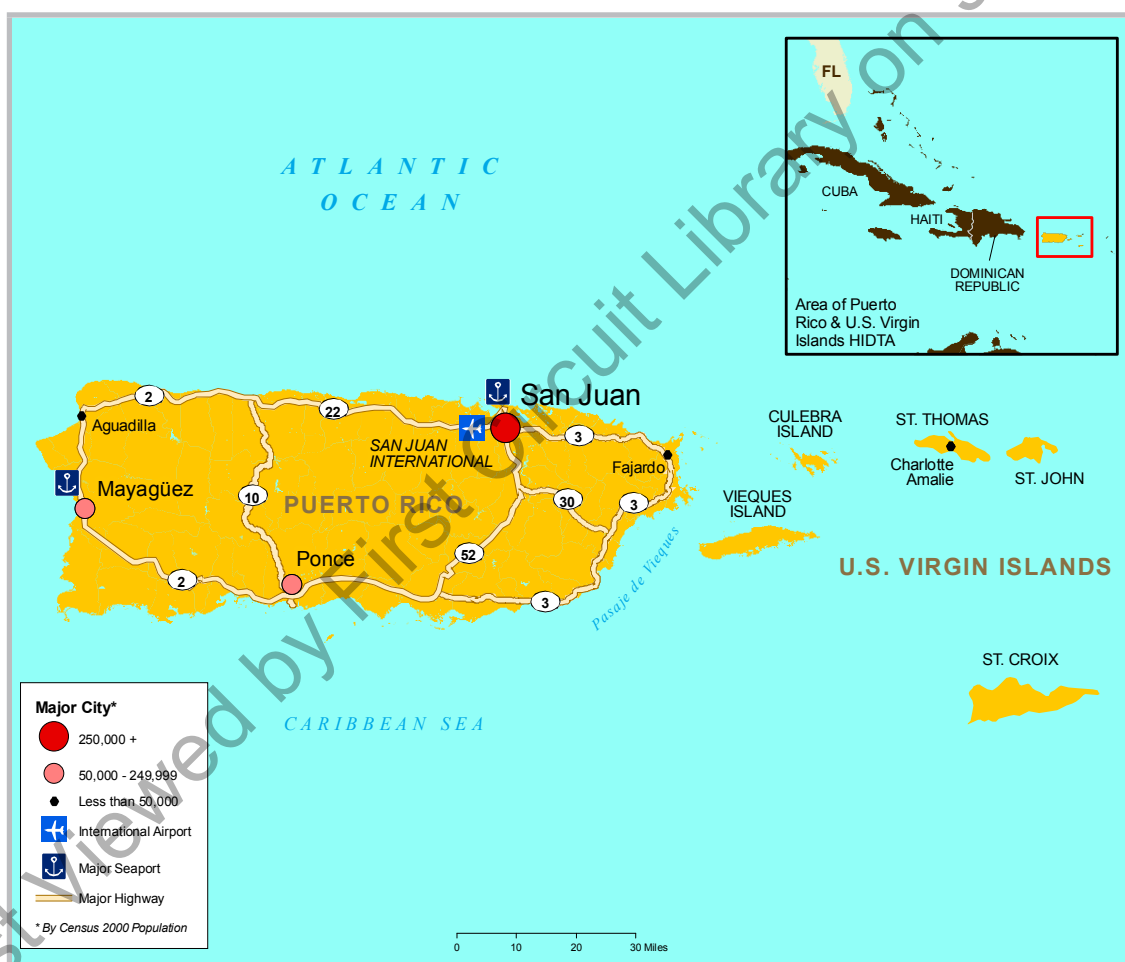 ATLANTIC
OCEAN
FL
CUBA
HAITI
DOMINICAN
REPUBLIC
Area of Puerto
Rico & U.S. Virgin
Islands HIDTA
San Juan
2
22
3
Aguadilla
SAN JUAN
INTERNATIONAL
Fajardo
CULEBRA
ISLAND
ST. THOMAS
Charlotte
Amalie
ST. JOHN
Mayagüez
10
PUERTO RICO
30
3
VIEQUES
ISLAND
Ponce
52
2
3
Pasaje de Vieques
U.S. VIRGIN ISLANDS
ST. CROIX
CARIBBEAN SEA
Major City*
250,000 +
50,000 - 249,999
Less than 50,000
International Airport
Major Seaport
Major Highway
* By Census 2000 Population
0 10 20 30 Miles
Viewed by First Circuit Library on